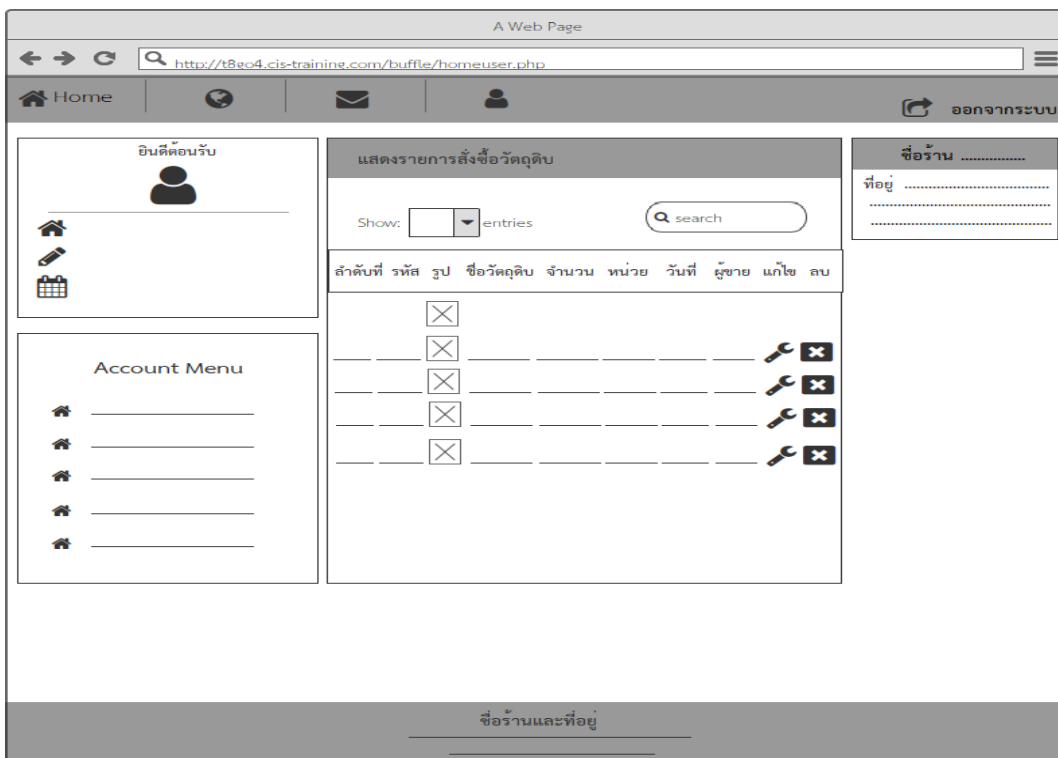 A Web Page
http://t8go4.cis-training.com/buffle/homeuser.php
Home
ออกจากระบบ
ยินดีต้อนรับ
Account Menu
แสดงรายการสั่งซื้อวัตถุดิบ
Show: entries
search
ลำดับที่ รหัส รูป ชื่อวัตถุดิบ จำนวน หน่วย วันที่ ผู้ขาย แก้ไข ลบ
ชื่อร้าน ................
ที่อยู่ ....................................
.............................................
.............................................
ชื่อร้านและที่อยู่